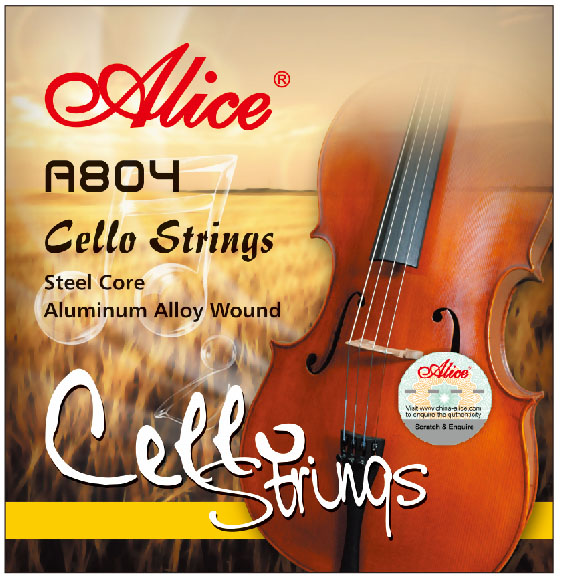 Alice®
A804
Cello Strings
Steel Core
Aluminum Alloy Wound
Cello
Strings
Alice®
Visit www.china-alice.com
to enquire the authenticity
Scratch & Enquire